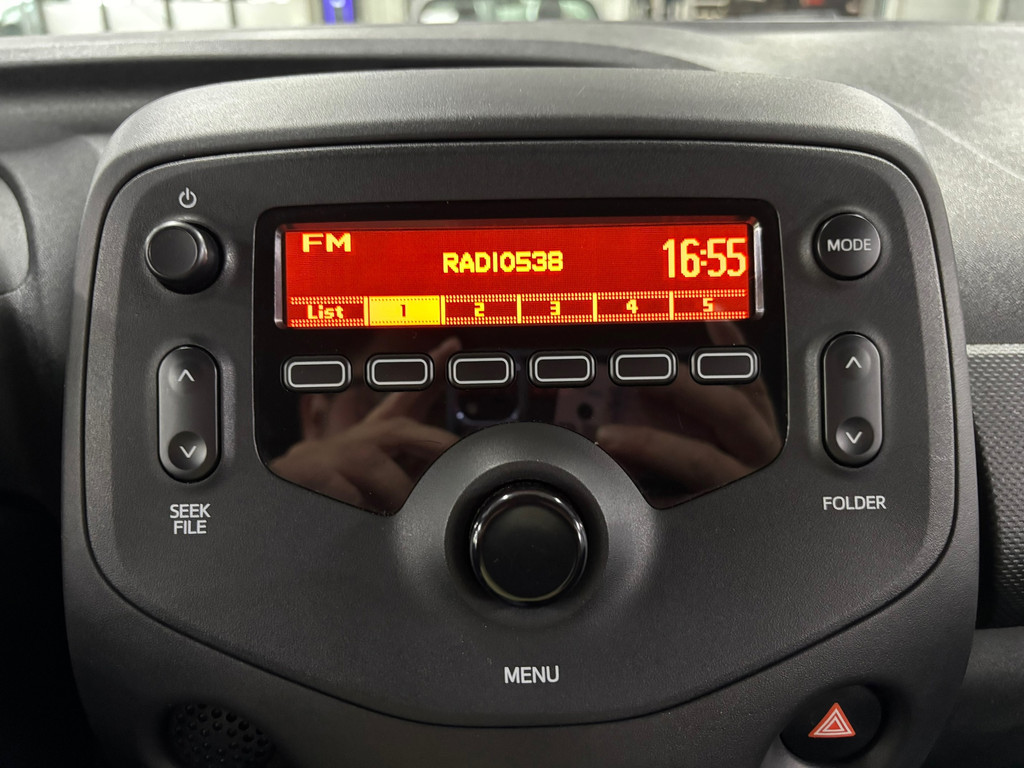 FM
RADIO538
16:55
List 1 2 3 4 5
MODE
SEEK
FILE
FOLDER
MENU